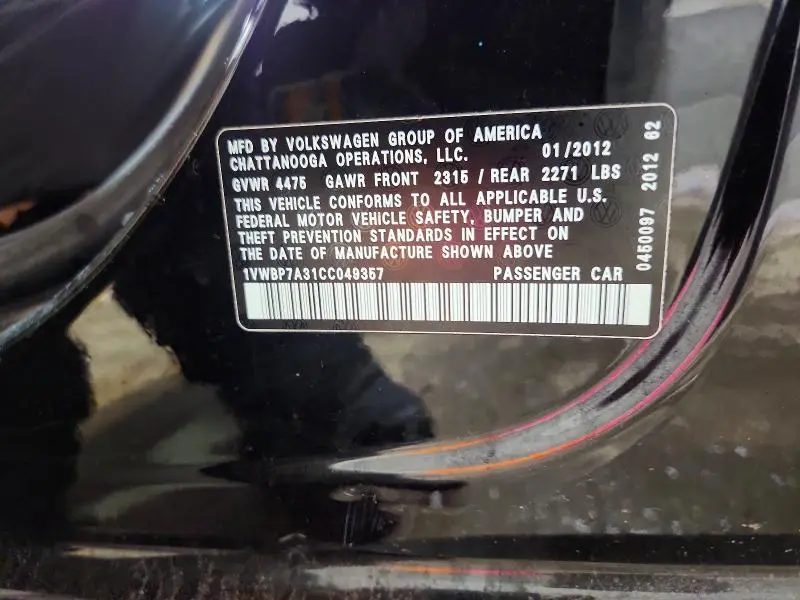 MFD BY VOLKSWAGEN GROUP OF AMERICA
CHATTANOOGA OPERATIONS, LLC. 01/2012
GVWR 4475 GAWR FRONT 2315 / REAR 2271 LBS
THIS VEHICLE CONFORMS TO ALL APPLICABLE U.S.
FEDERAL MOTOR VEHICLE SAFETY, BUMPER AND
THEFT PREVENTION STANDARDS IN EFFECT ON
THE DATE OF MANUFACTURE SHOWN ABOVE
1VWBP7A31CC049357 PASSENGER CAR
0450097 2012 62